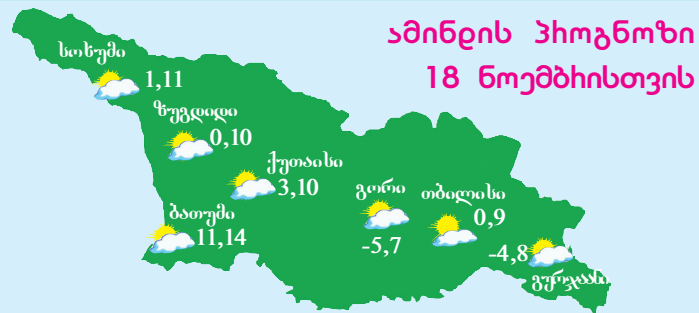 ამინდის პროგნოზი
18 ნოემბრისთვის
სოხუმი
1,11
ზუგდიდი
0,10
ქუთაისი
3,10
გორი
-5,7
თბილისი
0,9
ბათუმი
11,14
-4,8
გურჯაანი